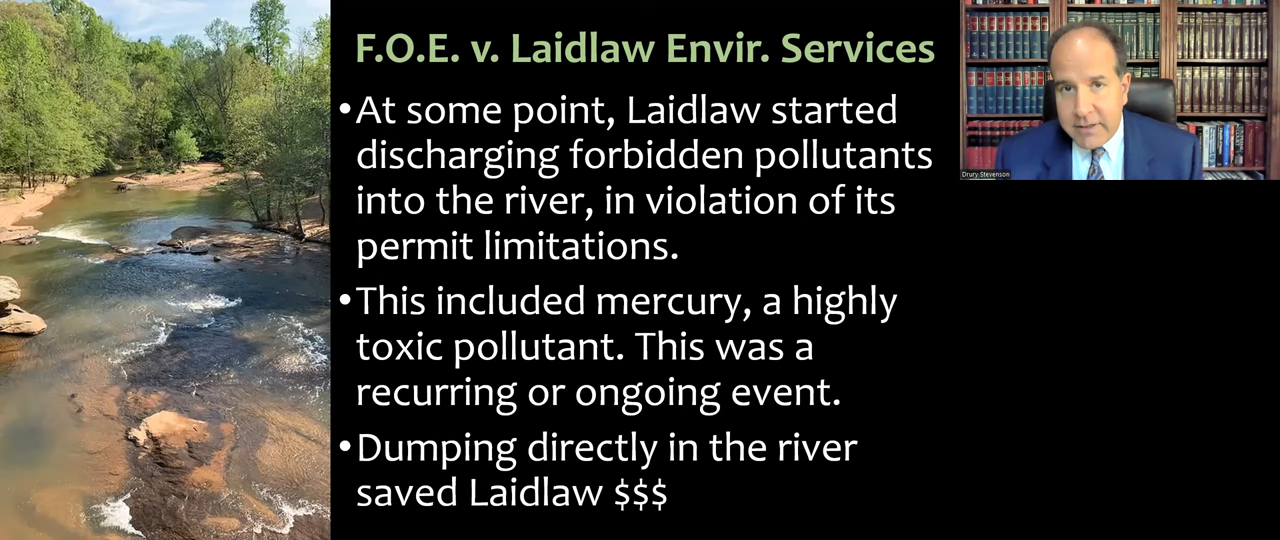 F.O.E. v. Laidlaw Envir. Services
•At some point, Laidlaw started
discharging forbidden pollutants
into the river, in violation of its
permit limitations.
•This included mercury, a highly
toxic pollutant. This was a
recurring or ongoing event.
•Dumping directly in the river
saved Laidlaw $$$
Drury Stevenson